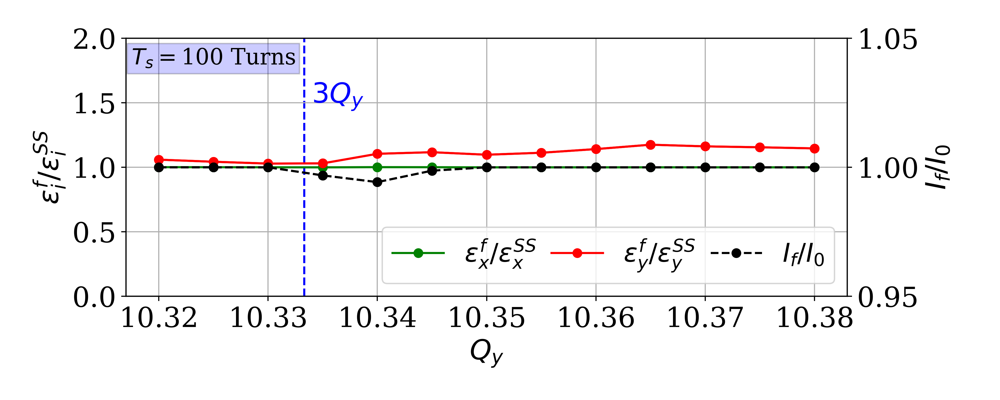 2.0
1.5
1.0
0.5
0.0
ε_i^f/ε_i^{SS}
T_s = 100 Turns
3Q_y
ε_x^f/ε_x^{SS} ε_y^f/ε_y^{SS} I_f/I_0
1.05
1.00
0.95
I_f/I_0
10.32 10.33 10.34 10.35 10.36 10.37 10.38
Q_y